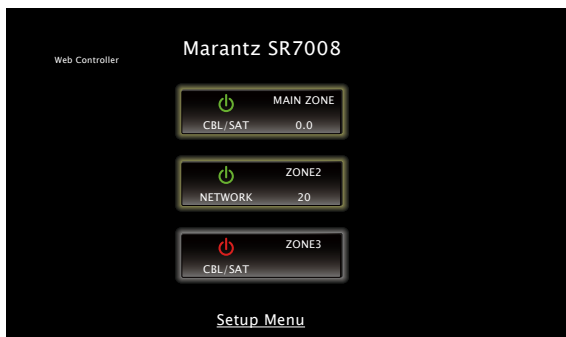 Marantz SR7008
Web Controller
MAIN ZONE
CBL/SAT 0.0
ZONE2
NETWORK 20
ZONE3
CBL/SAT
Setup Menu